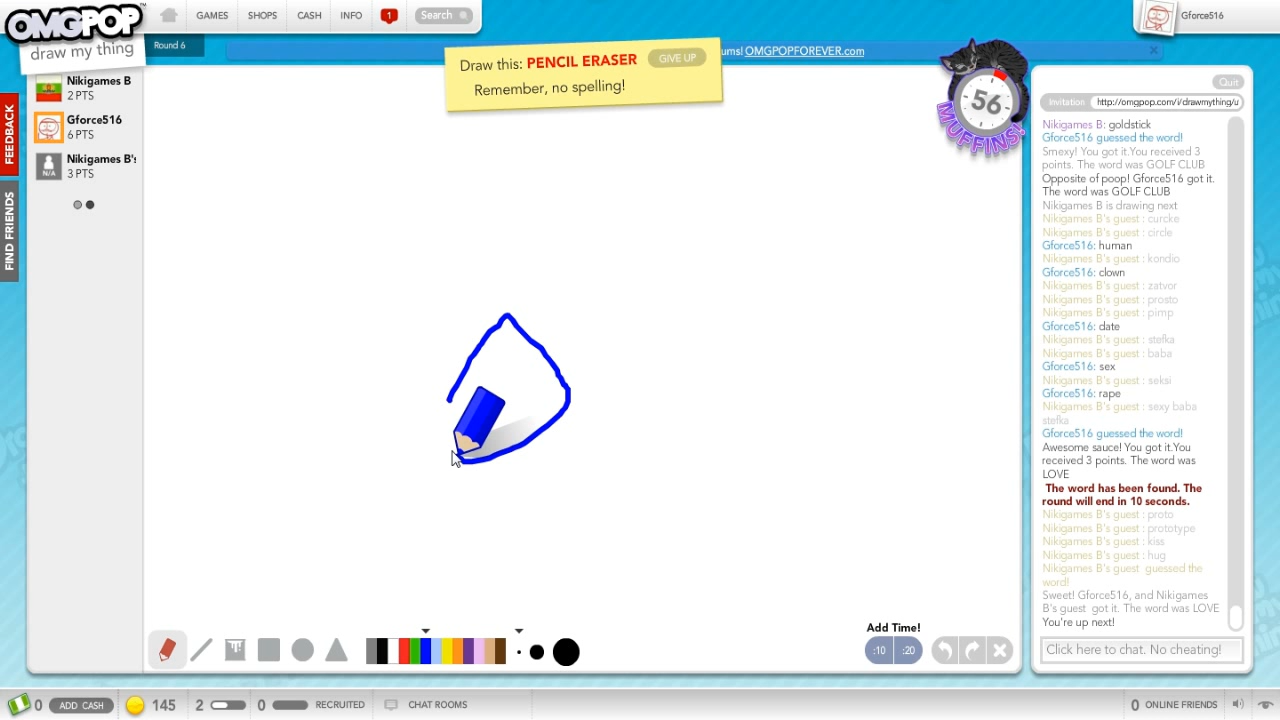 OMGPOP™
draw my thing
GAMES
SHOPS
CASH
INFO
1
Search
Gforce516
Round 6
ums! OMGPOPFOREVER.com
Draw this: PENCIL ERASER
GIVE UP
Remember, no spelling!
56
MUFFINS!
FEEDBACK
FIND FRIENDS
Nikigames B
2 PTS
Gforce516
6 PTS
Nikigames B's
3 PTS
N/A
Quit
Invitation http://omgpop.com/i/drawmything/u
Nikigames B: goldstick
Gforce516 guessed the word!
Smexy! You got it.You received 3
points. The word was GOLF CLUB
Opposite of poop! Gforce516 got it.
The word was GOLF CLUB
Nikigames B is drawing next
Nikigames B's guest : curcke
Nikigames B's guest : circle
Gforce516: human
Nikigames B's guest : kondio
Gforce516: clown
Nikigames B's guest : zatvor
Nikigames B's guest : prosto
Nikigames B's guest : pimp
Gforce516: date
Nikigames B's guest : stefka
Nikigames B's guest : baba
Gforce516: sex
Nikigames B's guest : seksi
Gforce516: rape
Nikigames B's guest : sexy baba
stefka
Gforce516 guessed the word!
Awesome sauce! You got it.You
received 3 points. The word was
LOVE
The word has been found. The
round will end in 10 seconds.
Nikigames B's guest : proto
Nikigames B's guest : prototype
Nikigames B's guest : kiss
Nikigames B's guest : hug
Nikigames B's guest guessed the
word!
Sweet! Gforce516, and Nikigames
B's guest got it. The word was LOVE
You're up next!
Click here to chat. No cheating!
Add Time!
:10
:20
0
ADD CASH
145
2
0
RECRUITED
CHAT ROOMS
0 ONLINE FRIENDS